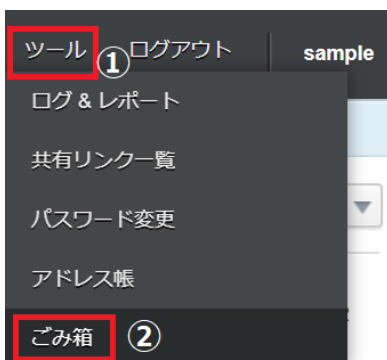 ツール ① ログアウト sample
ログ & レポート
共有リンク一覧
パスワード変更
アドレス帳
ごみ箱 ②